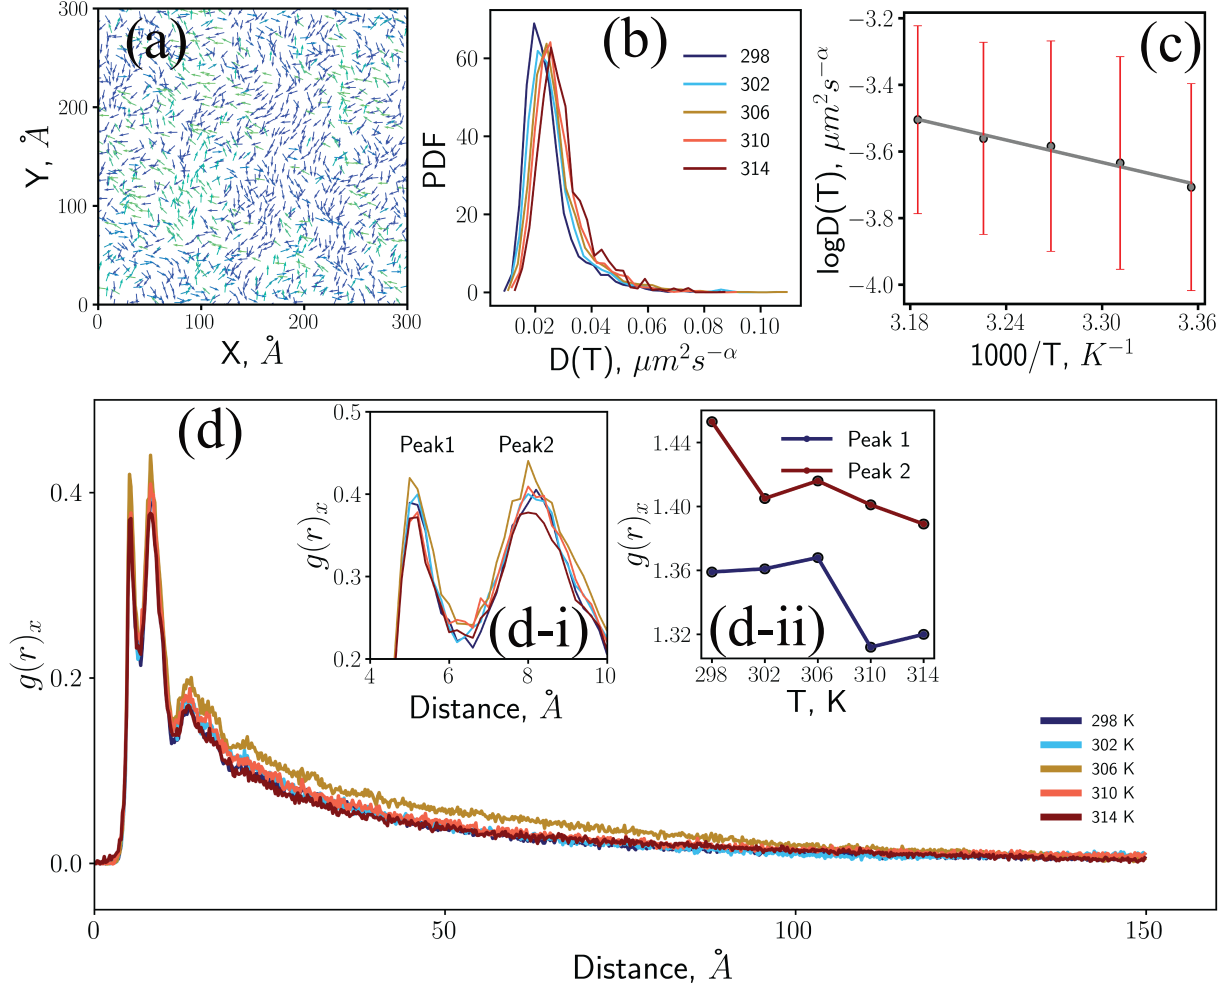 (a)
Y, Å
300
200
100
0
0 100 200 300
X, Å
(b)
PDF
60
40
20
0
298
302
306
310
314
0.02 0.04 0.06 0.08 0.10
D(T), μm²s⁻ᵅ
(c)
logD(T), μm²s⁻ᵅ
−3.2
−3.4
−3.6
−3.8
−4.0
3.18 3.24 3.30 3.36
1000/T, K⁻¹
(d)
g(r)ₓ
0.4
0.2
0.0
0 50 100 150
Distance, Å
298 K
302 K
306 K
310 K
314 K
g(r)ₓ
0.5
0.4
0.3
0.2
Peak1 Peak2
(d-i)
4 6 8 10
Distance, Å
g(r)ₓ
1.44
1.40
1.36
1.32
Peak 1
Peak 2
(d-ii)
298 302 306 310 314
T, K